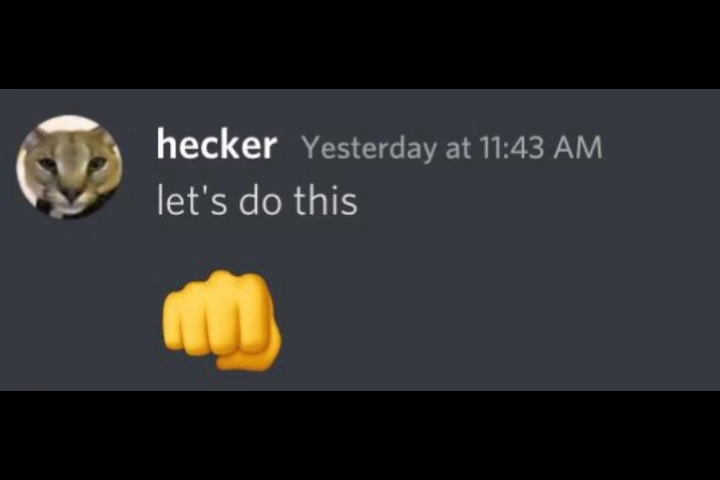 hecker Yesterday at 11:43 AM
let's do this
👊